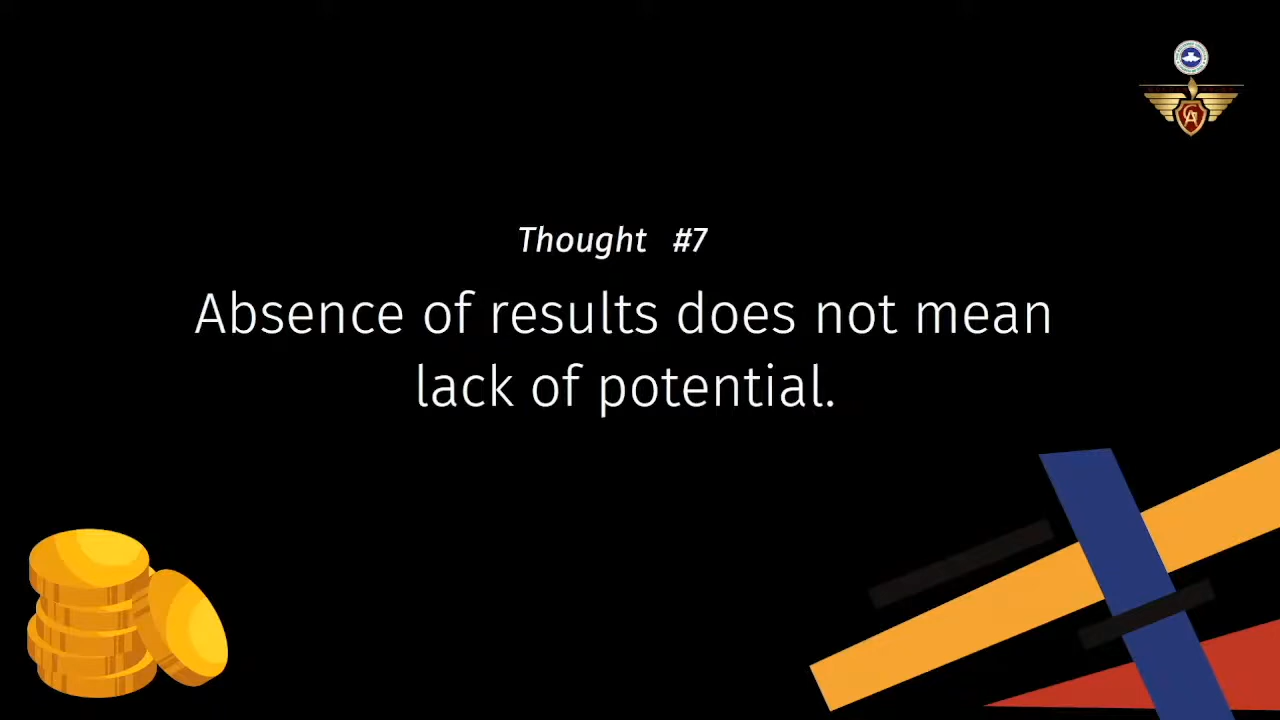 Thought #7
Absence of results does not mean
lack of potential.